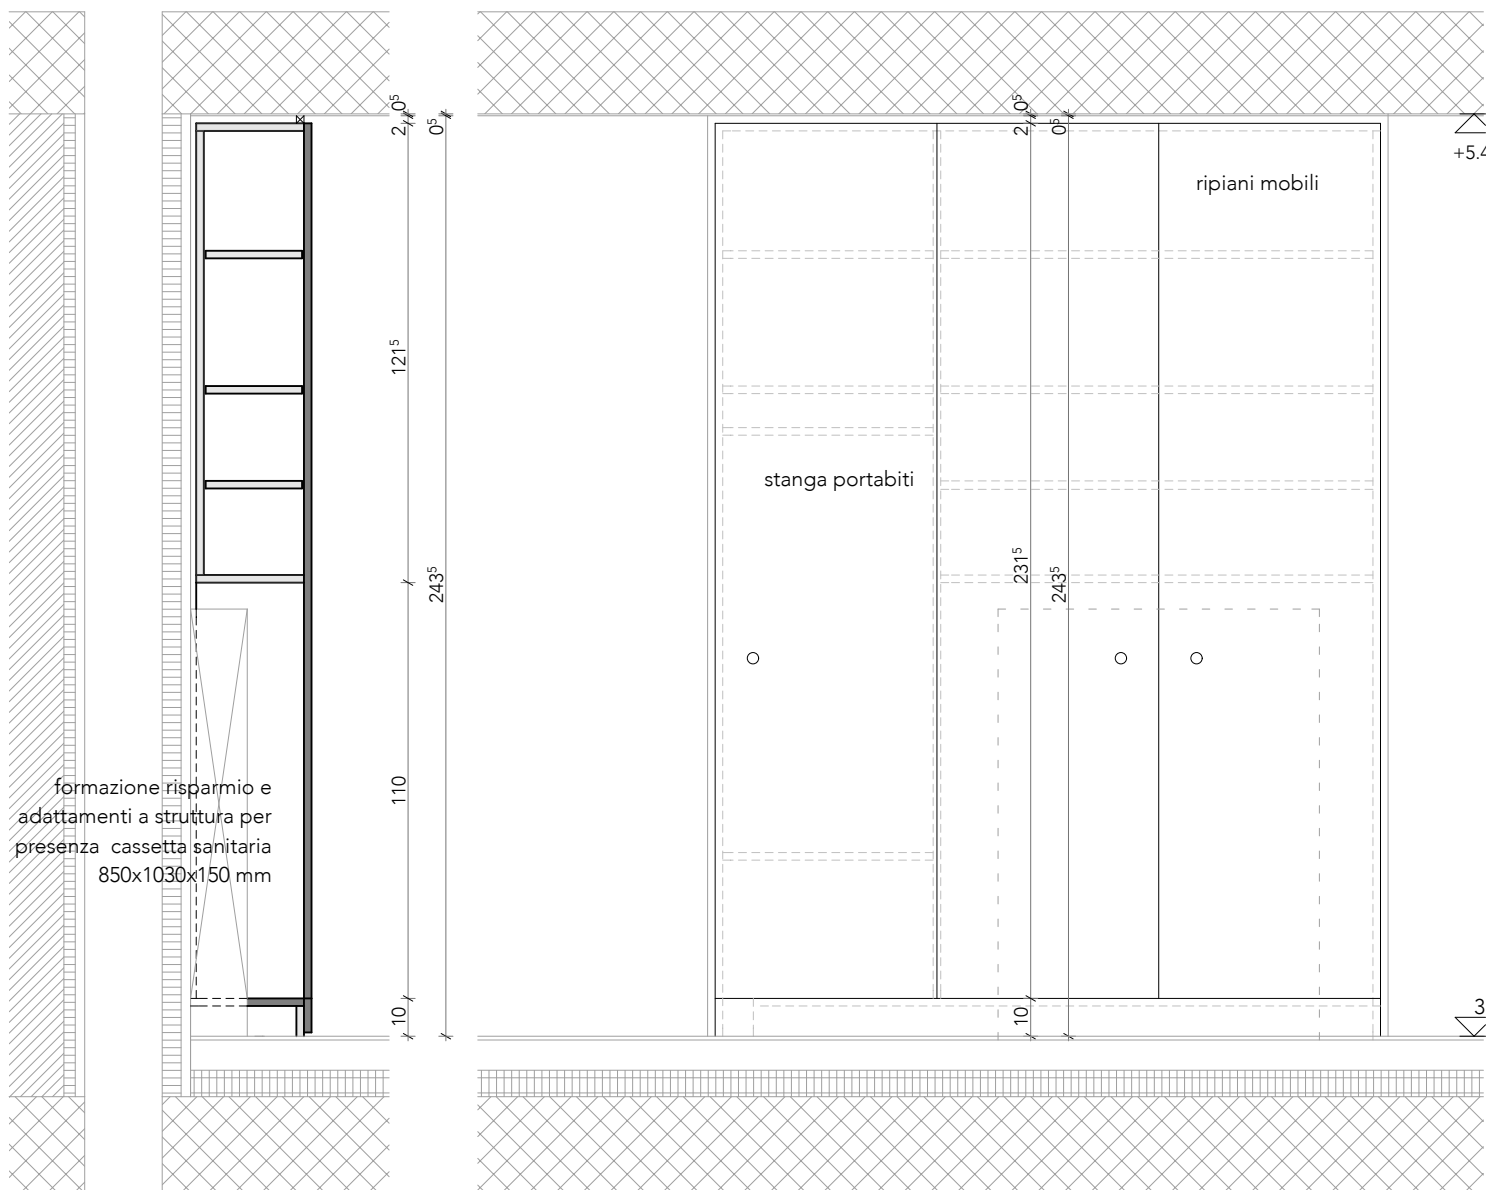 0⁵
2
0⁵
121⁵
243⁵
110
10
formazione risparmio e
adattamenti a struttura per
presenza cassetta sanitaria
850x1030x150 mm
0⁵
2
0⁵
ripiani mobili
stanga portabiti
231⁵
243⁵
10
+5.4
3